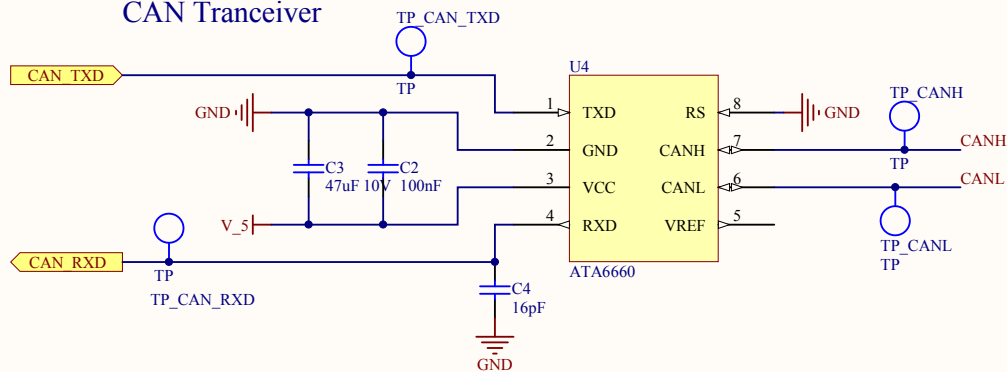 CAN Tranceiver
TP_CAN_TXD
CAN_TXD
TP
U4
TP_CANH
GND
1
TXD
RS
8
GND
2
GND
CANH
7
TP
CANH
C3
47uF 10V
C2
100nF
3
VCC
CANL
6
CANL
V_5
4
RXD
VREF
5
TP_CANL
TP
CAN_RXD
TP
TP_CAN_RXD
ATA6660
C4
16pF
GND